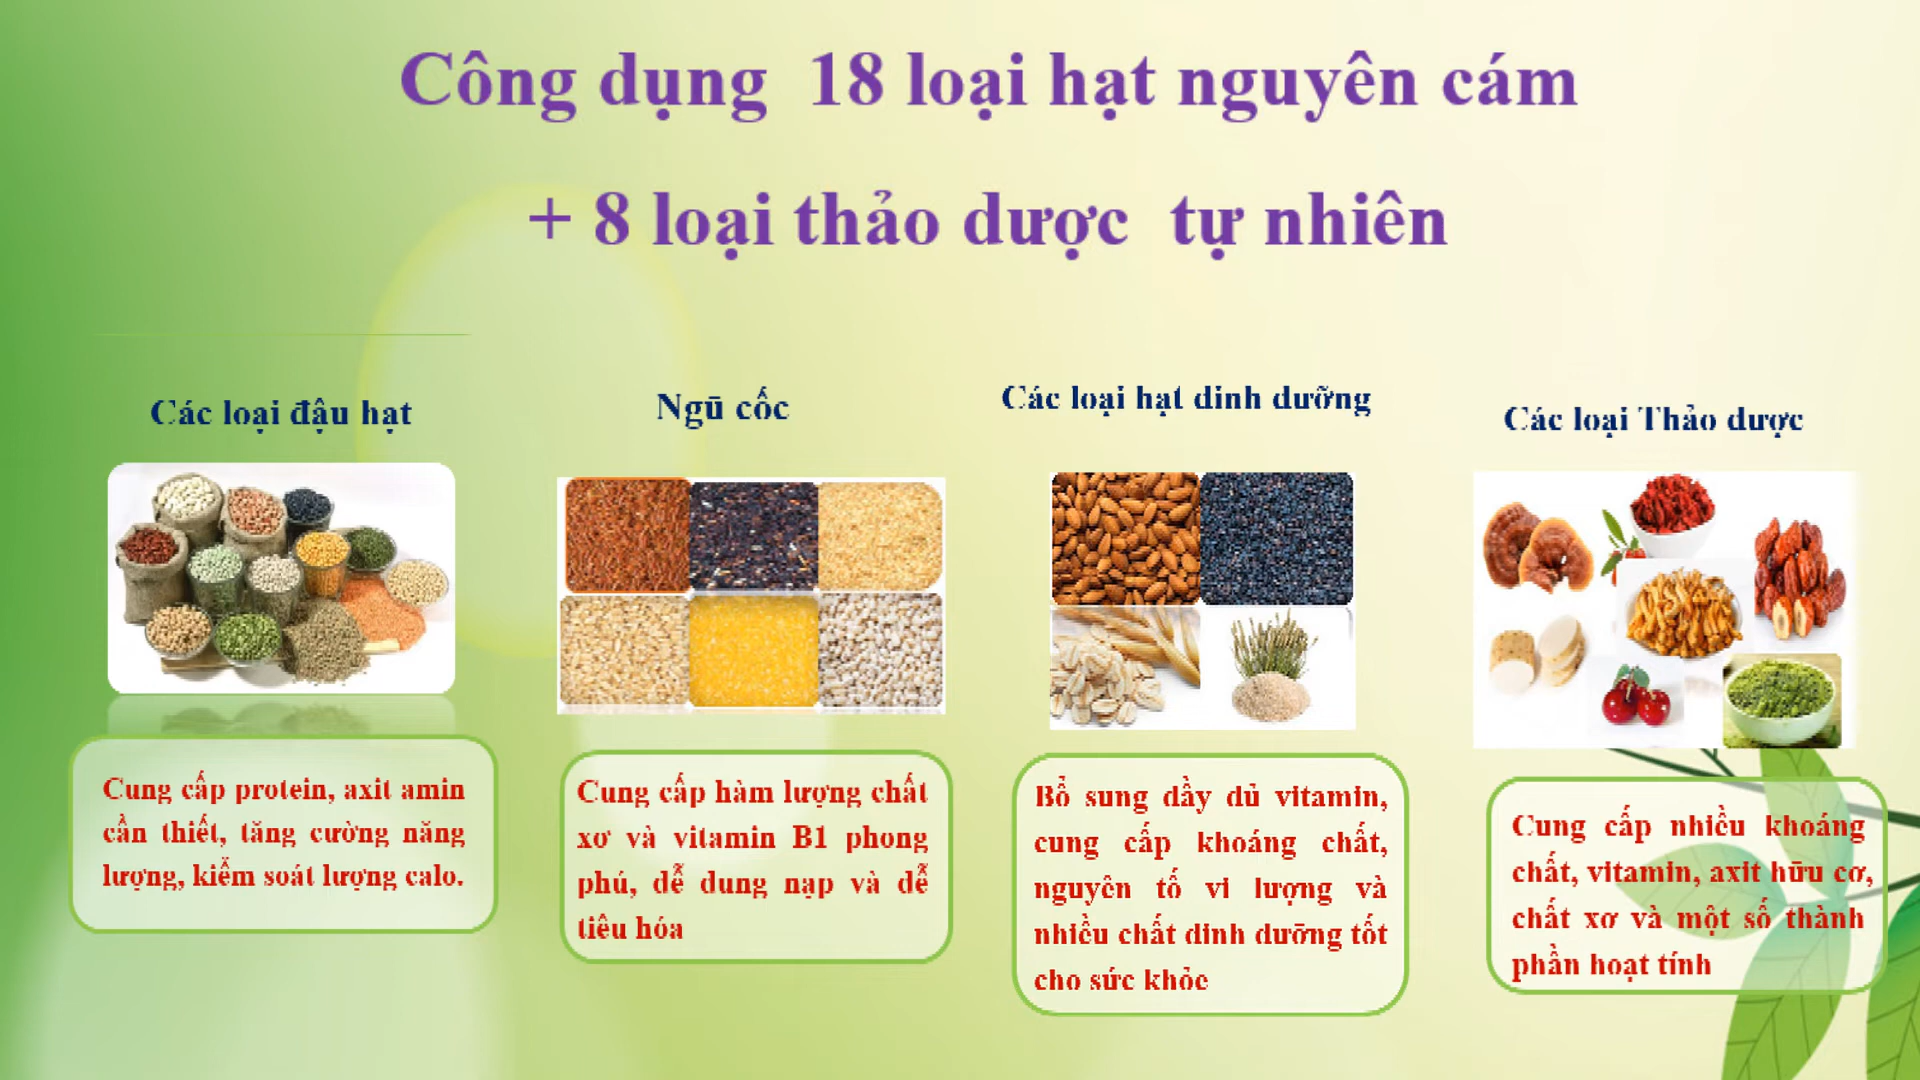 Công dụng 18 loại hạt nguyên cám
+ 8 loại thảo dược tự nhiên
Các loại đậu hạt
Cung cấp protein, axit amin
cần thiết, tăng cường năng
lượng, kiểm soát lượng calo.
Ngũ cốc
Cung cấp hàm lượng chất
xơ và vitamin B1 phong
phú, dễ dung nạp và dễ
tiêu hóa
Các loại hạt dinh dưỡng
Bổ sung đầy đủ vitamin,
cung cấp khoáng chất,
nguyên tố vi lượng và
nhiều chất dinh dưỡng tốt
cho sức khỏe
Các loại Thảo dược
Cung cấp nhiều khoáng
chất, vitamin, axit hữu cơ,
chất xơ và một số thành
phần hoạt tính